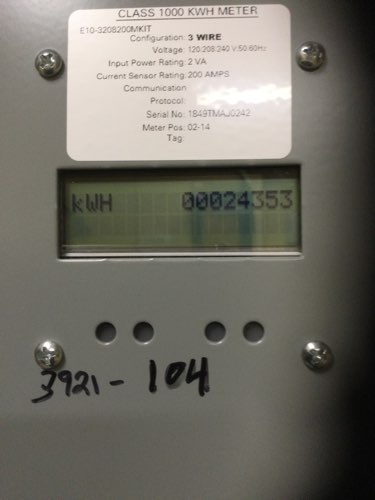 CLASS 1000 KWH METER
E10-3208200MKIT
Configuration: 3 WIRE
Voltage: 120:208:240 V:50:60Hz
Input Power Rating: 2 VA
Current Sensor Rating: 200 AMPS
Communication
Protocol:
Serial No: 1849TMAJ0242
Meter Pos: 02-14
Tag:
kWH 00024353
3921-104